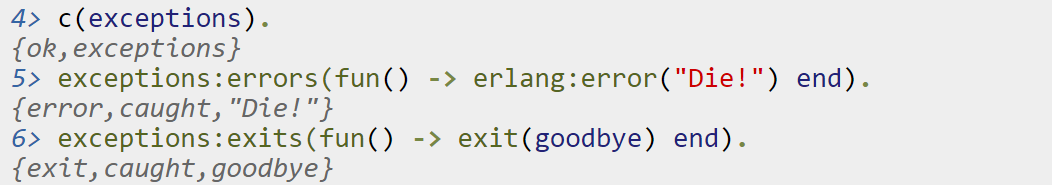 4> c(exceptions).
{ok,exceptions}
5> exceptions:errors(fun() -> erlang:error("Die!") end).
{error,caught,"Die!"}
6> exceptions:exits(fun() -> exit(goodbye) end).
{exit,caught,goodbye}